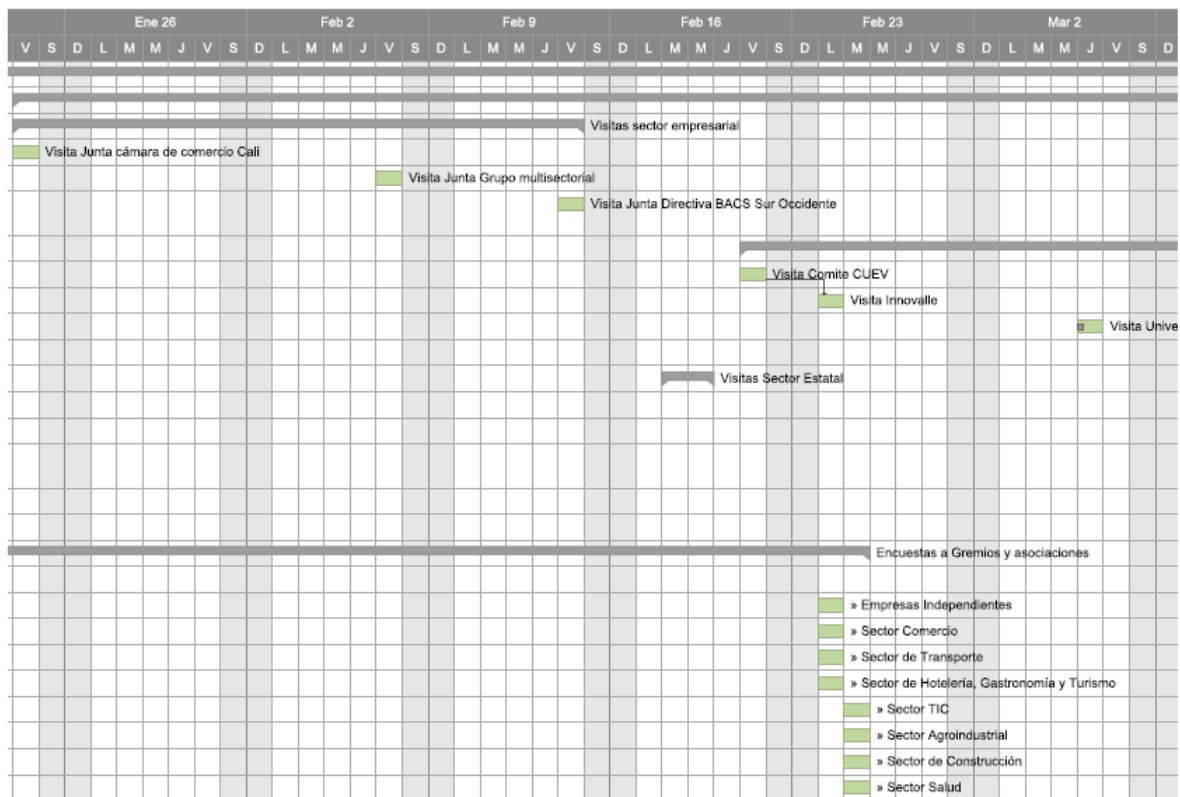 Ene 26 Feb 2 Feb 9 Feb 16 Feb 23 Mar 2
V S D L M M J V S D L M M J V S D L M M J V S D L M M J V S D L M M J V S D L M M J V S D
Visitas sector empresarial
Visita Junta cámara de comercio Cali
Visita Junta Grupo multisectorial
Visita Junta Directiva BACS Sur Occidente
Visita Comite CUEV
Visita Innovalle
Visita Unive
Visitas Sector Estatal
Encuestas a Gremios y asociaciones
» Empresas Independientes
» Sector Comercio
» Sector de Transporte
» Sector de Hotelería, Gastronomía y Turismo
» Sector TIC
» Sector Agroindustrial
» Sector de Construcción
» Sector Salud